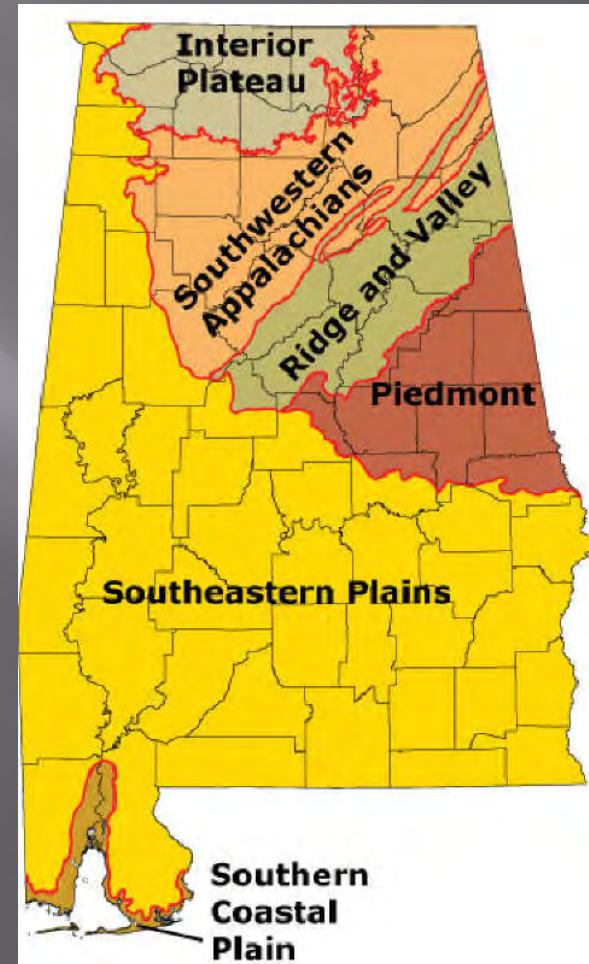 Interior
Plateau
Southwestern
Appalachians
Ridge and Valley
Piedmont
Southeastern Plains
Southern
Coastal
Plain